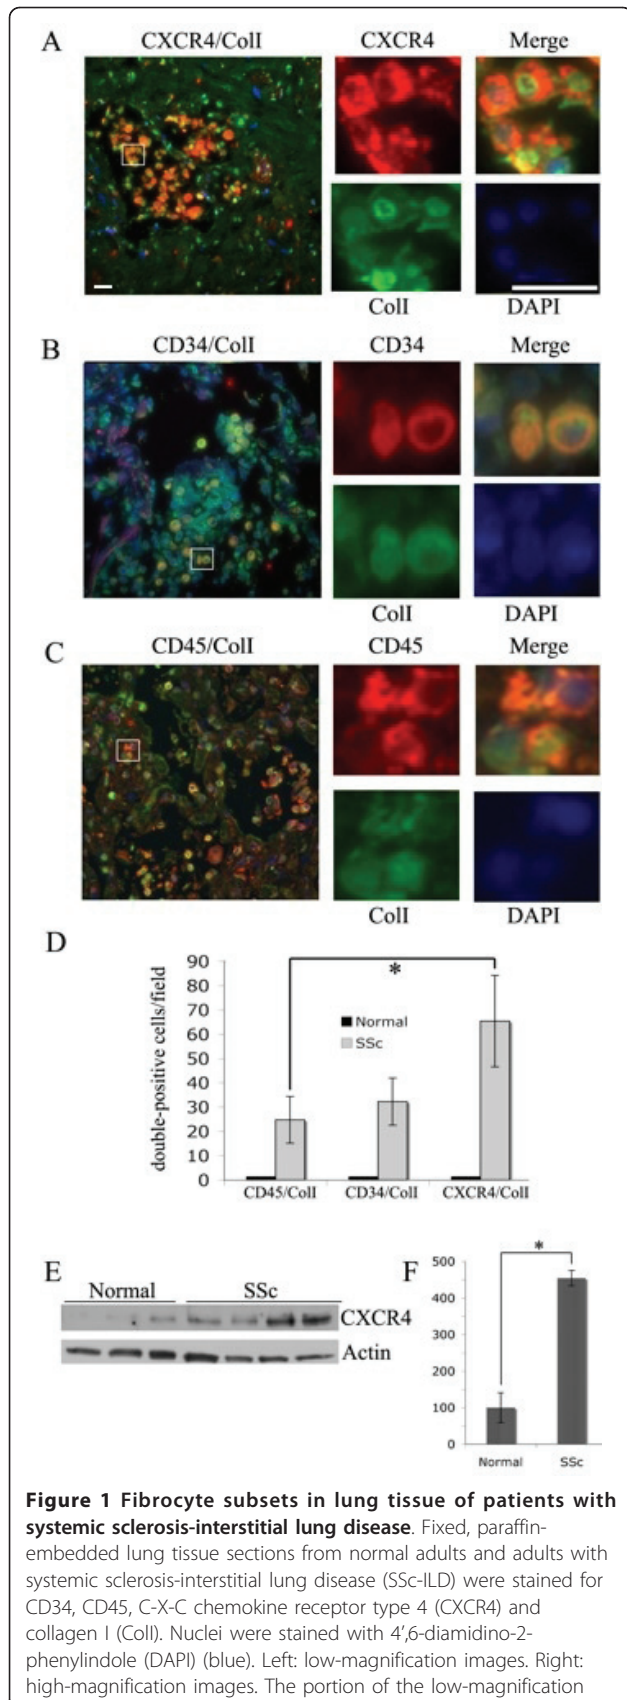 A
CXCR4/ColI
CXCR4
Merge
ColI
DAPI
B
CD34/ColI
CD34
Merge
ColI
DAPI
C
CD45/ColI
CD45
Merge
ColI
DAPI
D
double-positive cells/field
90
80
70
60
50
40
30
20
10
0
*
Normal
SSc
CD45/ColI
CD34/ColI
CXCR4/ColI
E
Normal
SSc
CXCR4
Actin
F
500
400
300
200
100
0
*
Normal
SSc
Figure 1 Fibrocyte subsets in lung tissue of patients with
systemic sclerosis-interstitial lung disease. Fixed, paraffin-
embedded lung tissue sections from normal adults and adults with
systemic sclerosis-interstitial lung disease (SSc-ILD) were stained for
CD34, CD45, C-X-C chemokine receptor type 4 (CXCR4) and
collagen I (ColI). Nuclei were stained with 4′,6-diamidino-2-
phenylindole (DAPI) (blue). Left: low-magnification images. Right:
high-magnification images. The portion of the low-magnification